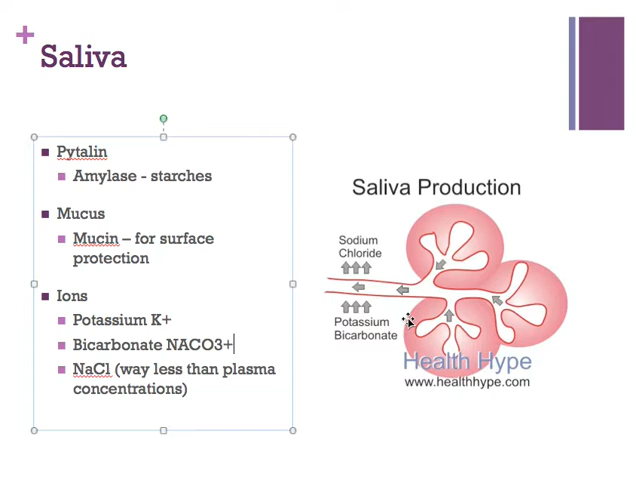 +
Saliva
Pytalin
Amylase - starches
Mucus
Mucin – for surface
protection
Ions
Potassium K+
Bicarbonate NACO3+
NaCl (way less than plasma
concentrations)
Saliva Production
Sodium
Chloride
Potassium
Bicarbonate
Health Hype
www.healthhype.com